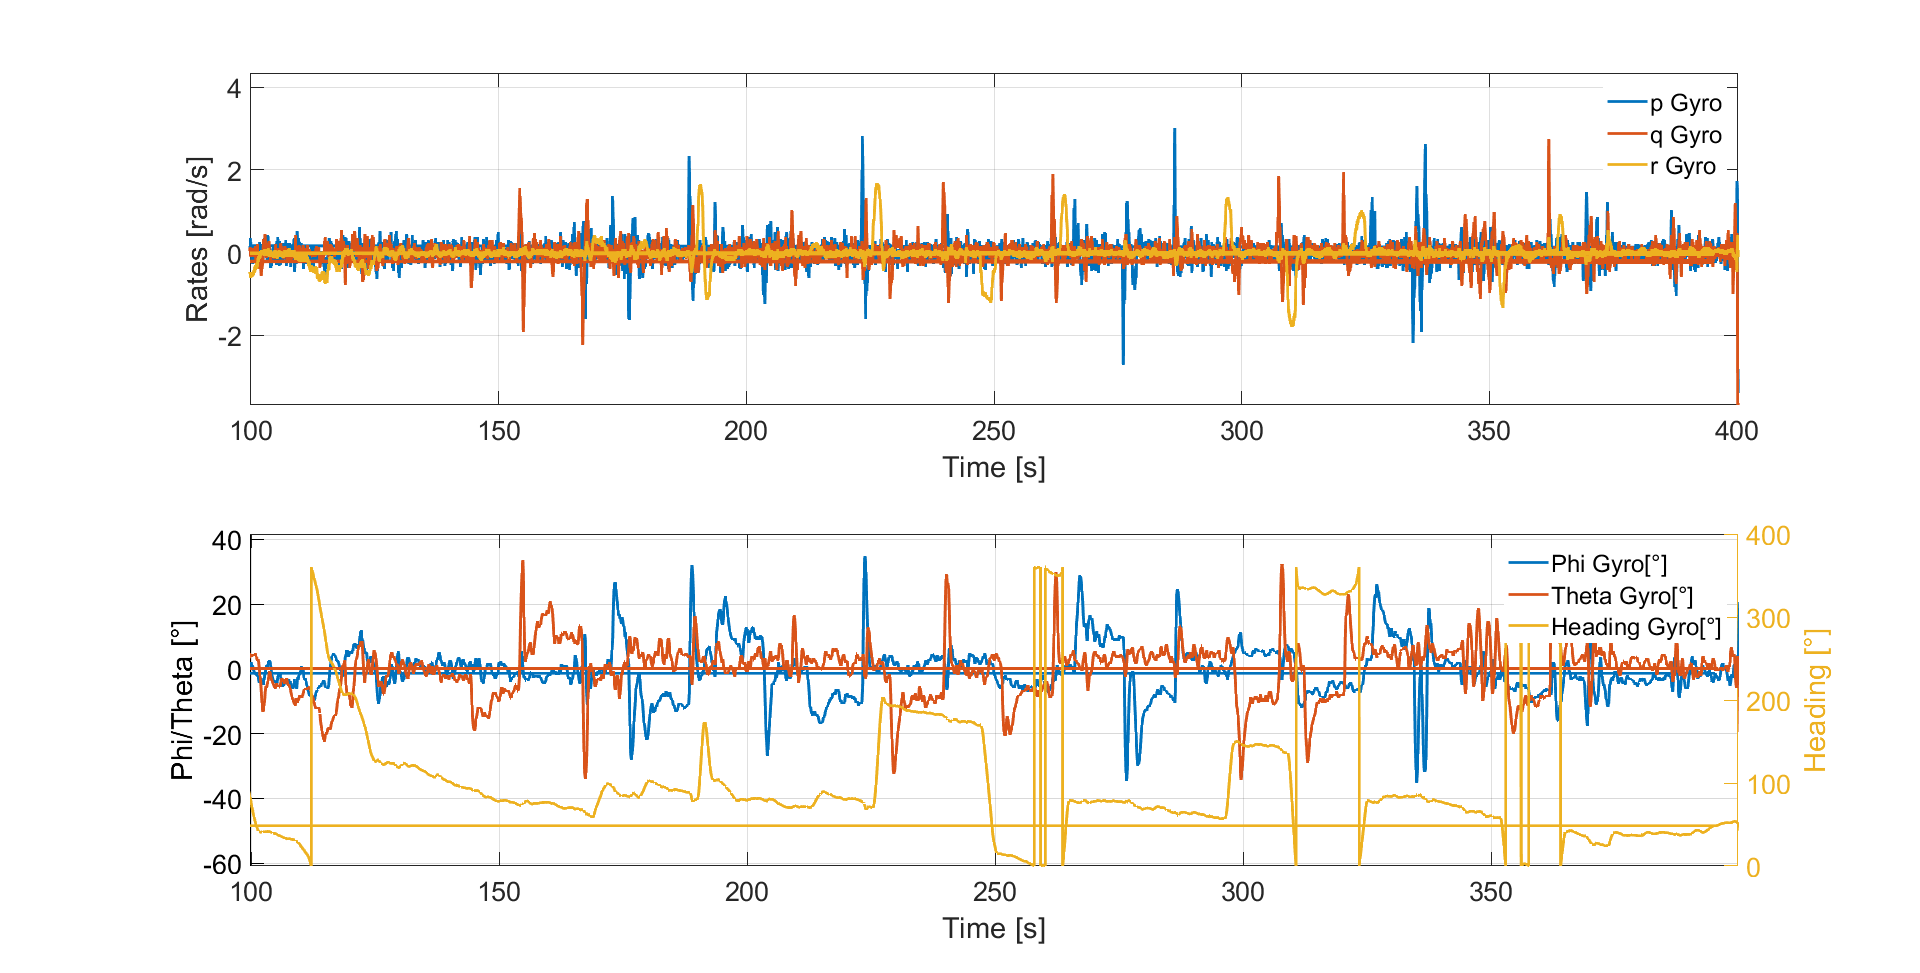 4
2
0
-2
Rates [rad/s]
p Gyro
q Gyro
r Gyro
100 150 200 250 300 350 400
Time [s]
40
20
0
-20
-40
-60
Phi/Theta [°]
Phi Gyro[°]
Theta Gyro[°]
Heading Gyro[°]
400
300
200
100
0
Heading [°]
100 150 200 250 300 350
Time [s]